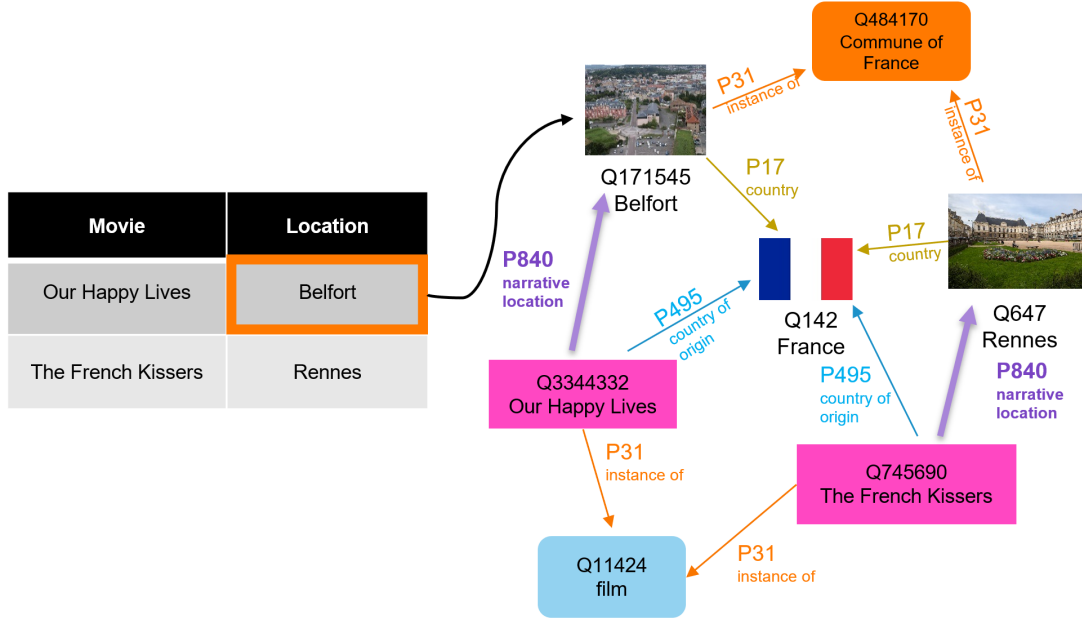 Movie
Location
Our Happy Lives
Belfort
The French Kissers
Rennes
Q484170
Commune of
France
P31
instance of
P31
instance of
Q171545
Belfort
P17
country
P17
country
P840
narrative
location
P495
country of
origin
Q142
France
Q647
Rennes
P840
narrative
location
P495
country of
origin
Q3344332
Our Happy Lives
Q745690
The French Kissers
P31
instance of
P31
instance of
Q11424
film